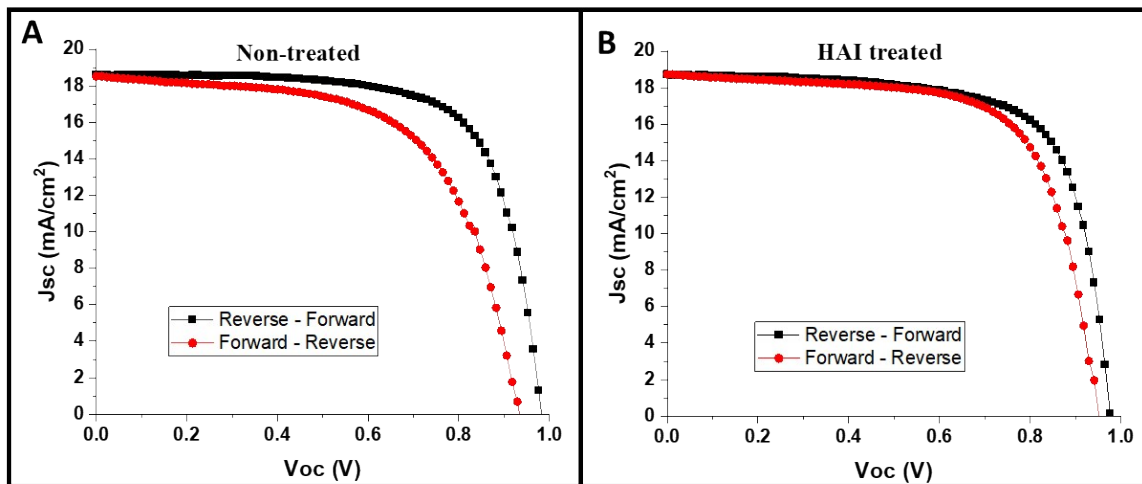 A
Non-treated
Jsc (mA/cm²)
20
18
16
14
12
10
8
6
4
2
0
Reverse - Forward
Forward - Reverse
0.0 0.2 0.4 0.6 0.8 1.0
Voc (V)
B
HAI treated
Jsc (mA/cm²)
20
18
16
14
12
10
8
6
4
2
0
Reverse - Forward
Forward - Reverse
0.0 0.2 0.4 0.6 0.8 1.0
Voc (V)